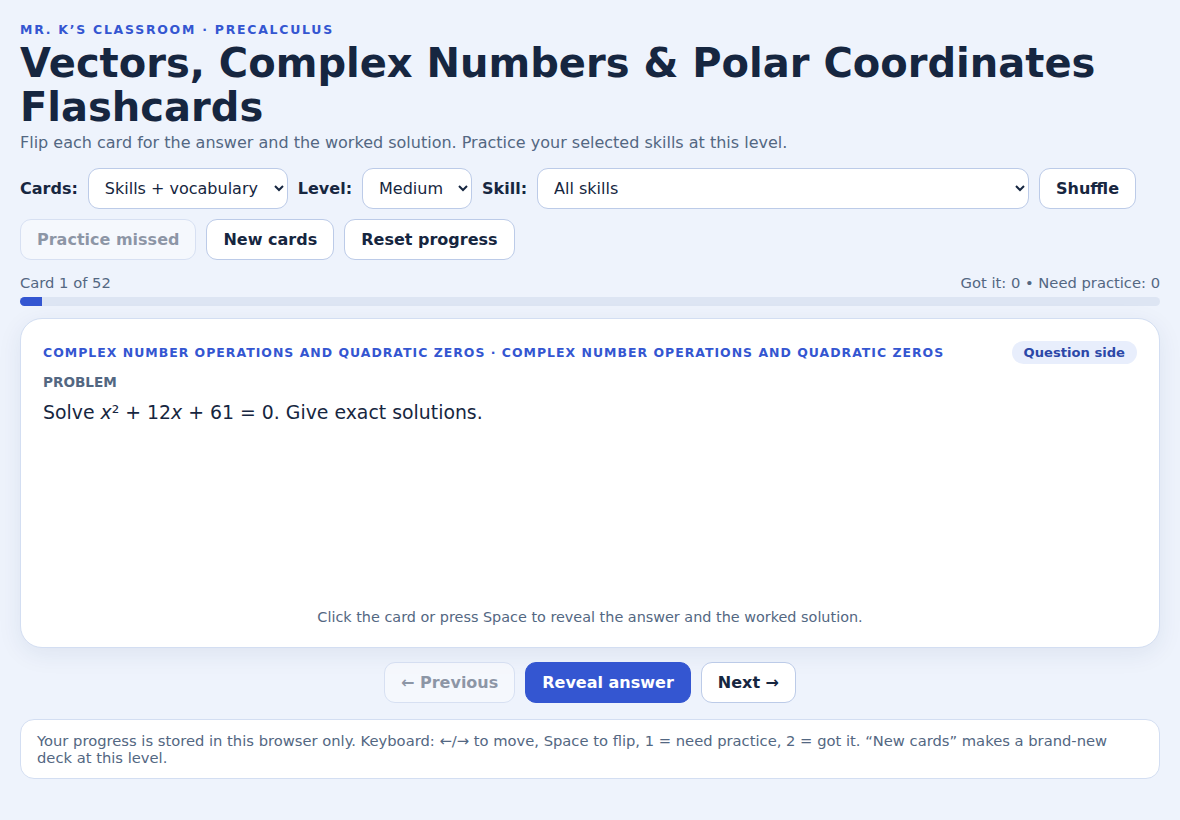 MR. K’S CLASSROOM · PRECALCULUS
Vectors, Complex Numbers & Polar Coordinates
Flashcards
Flip each card for the answer and the worked solution. Practice your selected skills at this level.
Cards: Skills + vocabulary Level: Medium Skill: All skills Shuffle
Practice missed New cards Reset progress
Card 1 of 52 Got it: 0 • Need practice: 0
COMPLEX NUMBER OPERATIONS AND QUADRATIC ZEROS · COMPLEX NUMBER OPERATIONS AND QUADRATIC ZEROS Question side
PROBLEM
Solve x² + 12x + 61 = 0. Give exact solutions.
Click the card or press Space to reveal the answer and the worked solution.
← Previous Reveal answer Next →
Your progress is stored in this browser only. Keyboard: ←/→ to move, Space to flip, 1 = need practice, 2 = got it. “New cards” makes a brand-new
deck at this level.